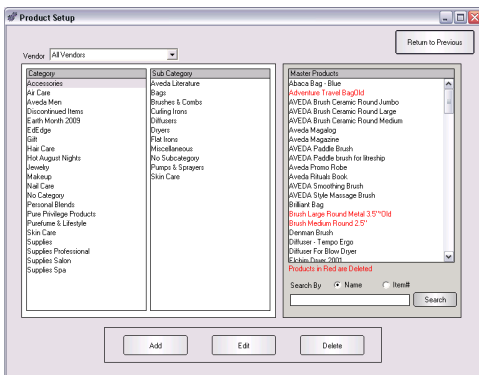 Product Setup
Return to Previous
Vendor All Vendors
Category
Accessories
Air Care
Aveda Men
Discontinued Items
Earth Month 2009
EdEdge
Gift
Hair Care
Hot August Nights
Jewelry
Makeup
Nail Care
No Category
Personal Blends
Pure Privilege Products
Purefume & Lifestyle
Skin Care
Supplies
Supplies Professional
Supplies Salon
Supplies Spa
Sub Category
Aveda Literature
Bags
Brushes & Combs
Curling Irons
Diffusers
Dryers
Flat Irons
Miscellaneous
No Subcategory
Pumps & Sprayers
Skin Care
Master Products
Abaca Bag - Blue
Adventure Travel BagOld
AVEDA Brush Ceramic Round Jumbo
AVEDA Brush Ceramic Round Large
AVEDA Brush Ceramic Round Medium
Aveda Magalog
Aveda Magazine
AVEDA Paddle Brush
AVEDA Paddle brush for litreship
Aveda Promo Robe
Aveda Rituals Book
AVEDA Smoothing Brush
AVEDA Style Massage Brush
Brilliant Bag
Brush Large Round Metal 3.5""Old
Brush Medium Round 2.5"
Denman Brush
Diffuser - Tempo Ergo
Diffuser For Blow Dryer
Elchim Dryer 2001
Products in Red are Deleted
Search By Name Item#
Search
Add Edit Delete